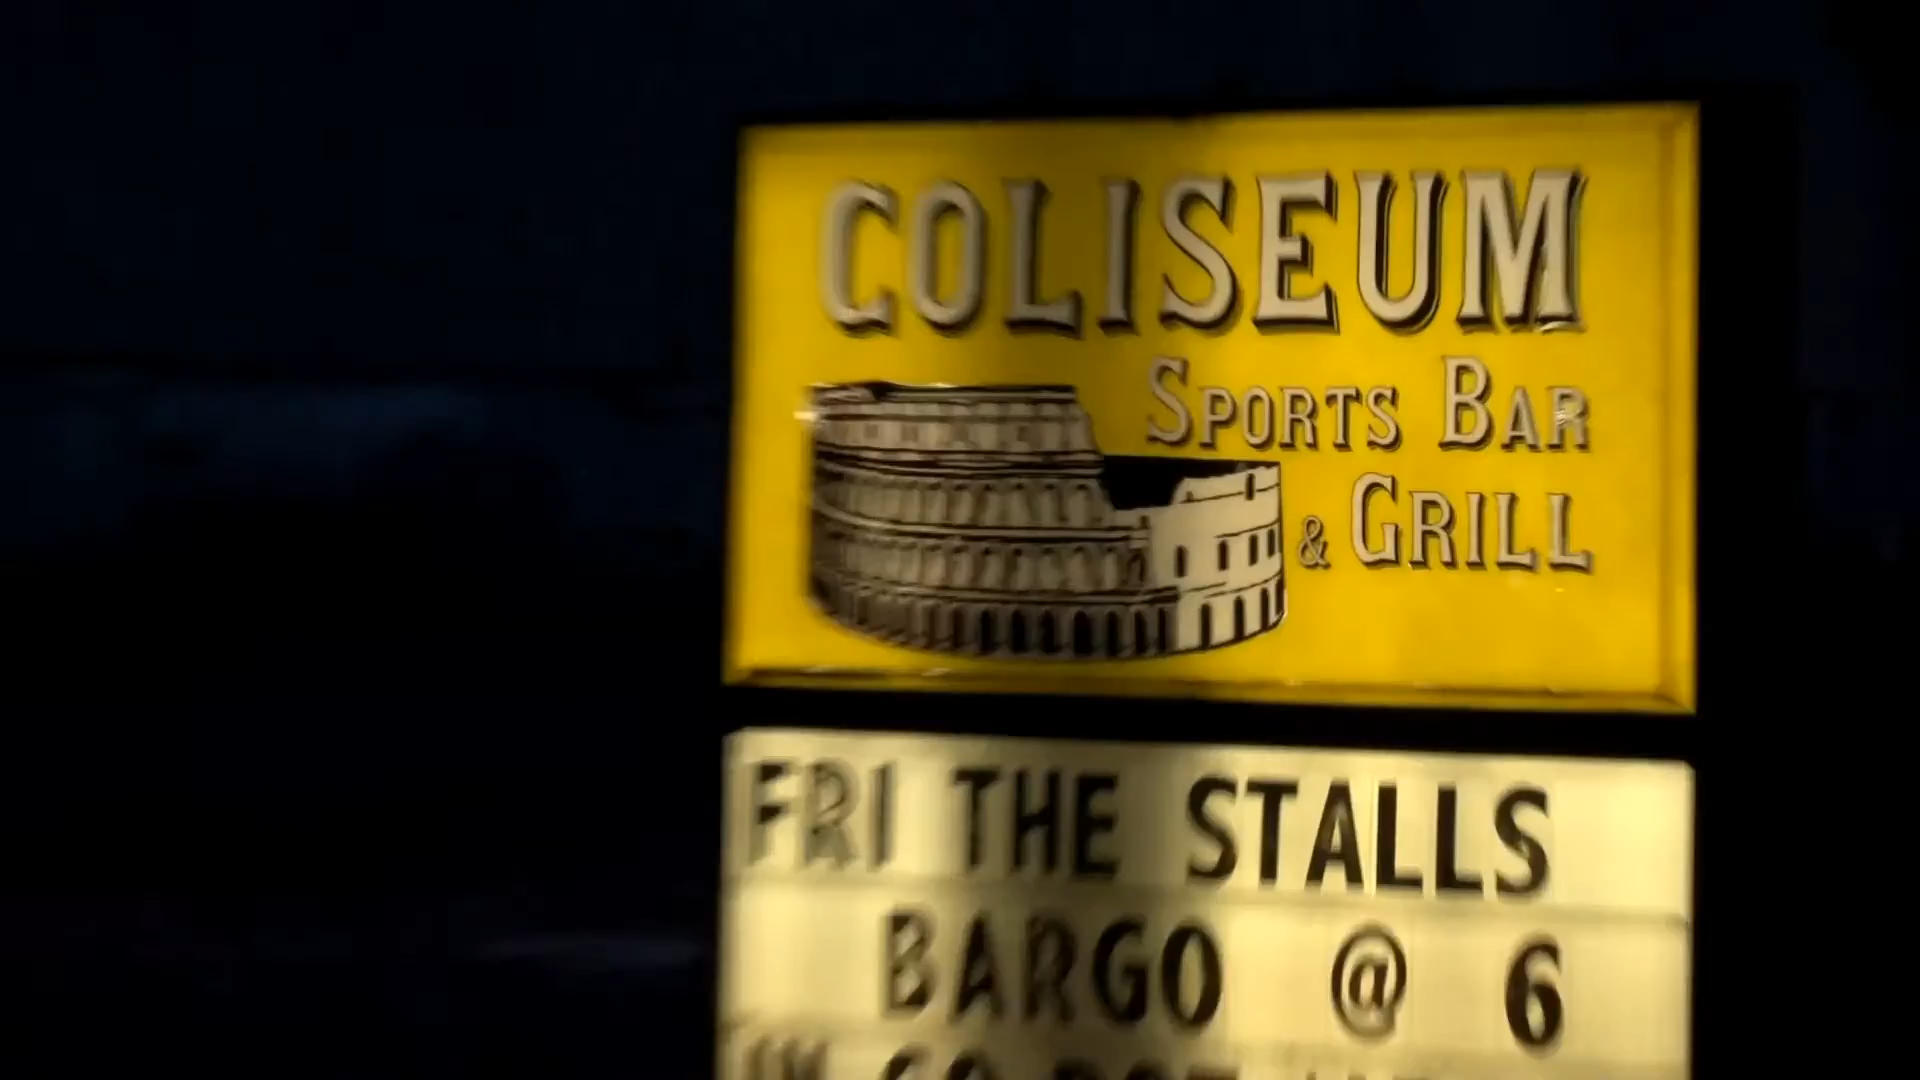 COLISEUM
SPORTS BAR
& GRILL
FRI THE STALLS
BARGO @ 6